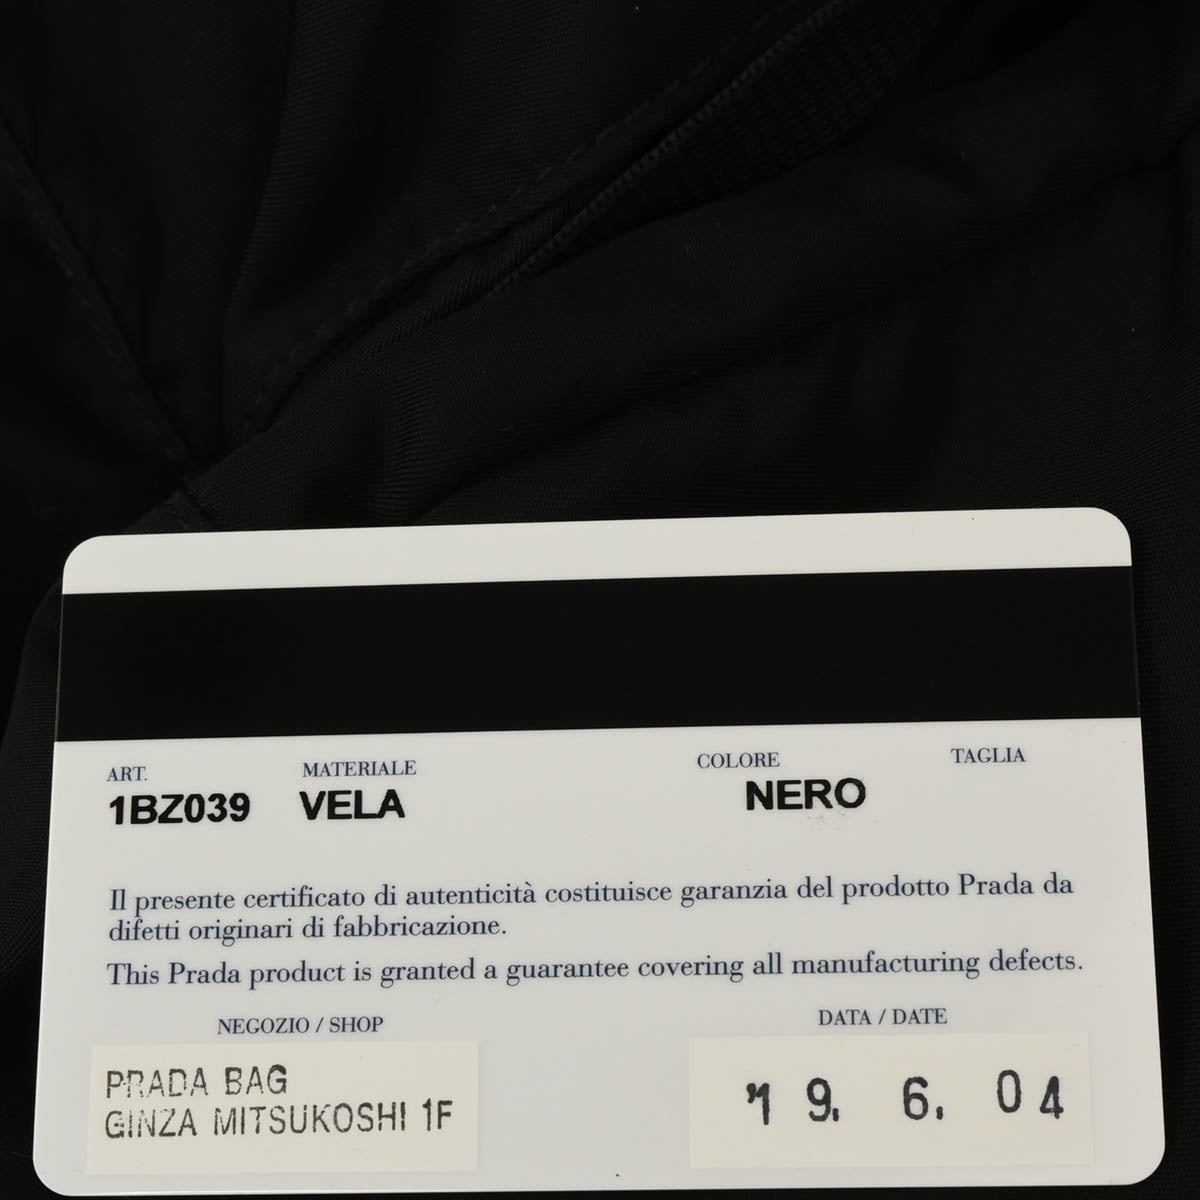 ART. MATERIALE COLORE TAGLIA
1BZ039 VELA NERO
Il presente certificato di autenticità costituisce garanzia del prodotto Prada da
difetti originari di fabbricazione.
This Prada product is granted a guarantee covering all manufacturing defects.
NEGOZIO / SHOP DATA / DATE
PRADA BAG
GINZA MITSUKOSHI 1F
'19. 6. 04